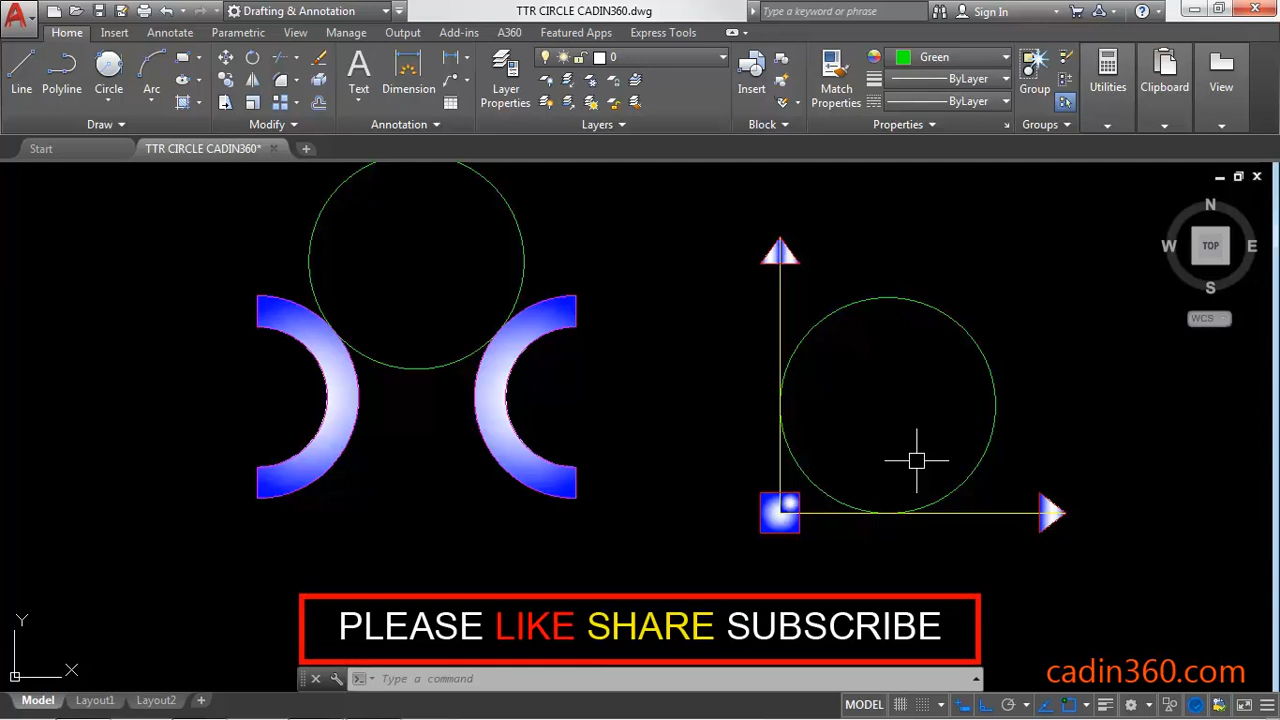 Drafting & Annotation
TTR CIRCLE CADIN360.dwg
Type a keyword or phrase
Sign In
Home Insert Annotate Parametric View Manage Output Add-ins A360 Featured Apps Express Tools
Line
Polyline
Circle
Arc
Text
Dimension
Layer
Properties
0
Insert
Match
Properties
Green
ByLayer
ByLayer
Group
Utilities
Clipboard
View
Draw
Modify
Annotation
Layers
Block
Properties
Groups
Start
TTR CIRCLE CADIN360*
N
W TOP E
S
WCS
Y
X
PLEASE LIKE SHARE SUBSCRIBE
cadin360.com
Type a command
Model Layout1 Layout2
MODEL